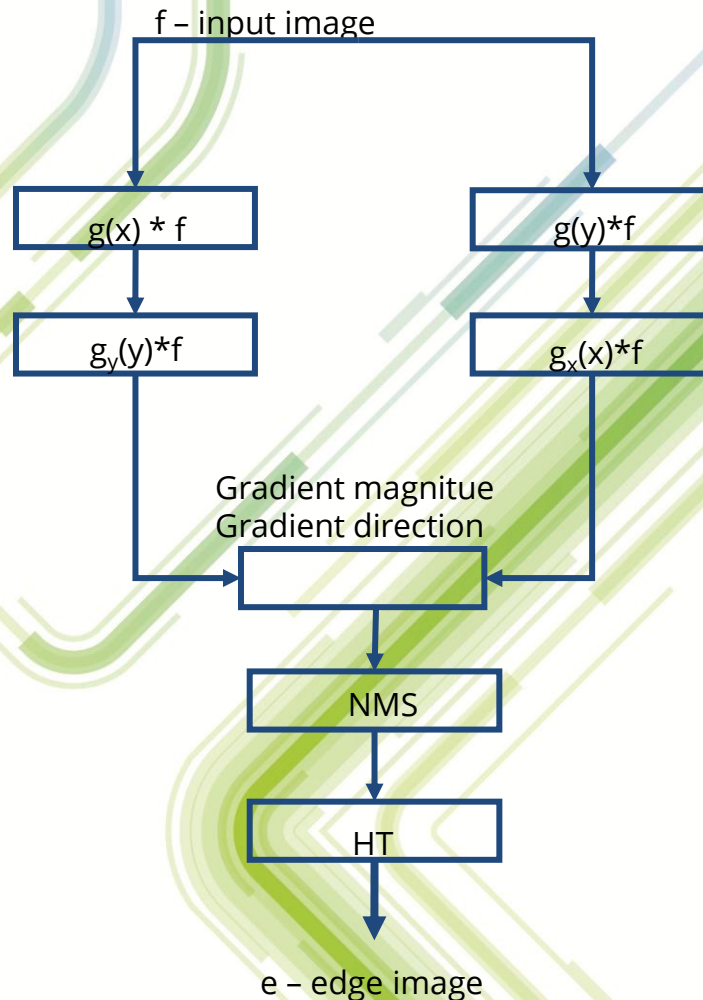 f – input image
g(x) * f
g(y)*f
gy(y)*f
gx(x)*f
Gradient magnitue
Gradient direction
NMS
HT
e – edge image